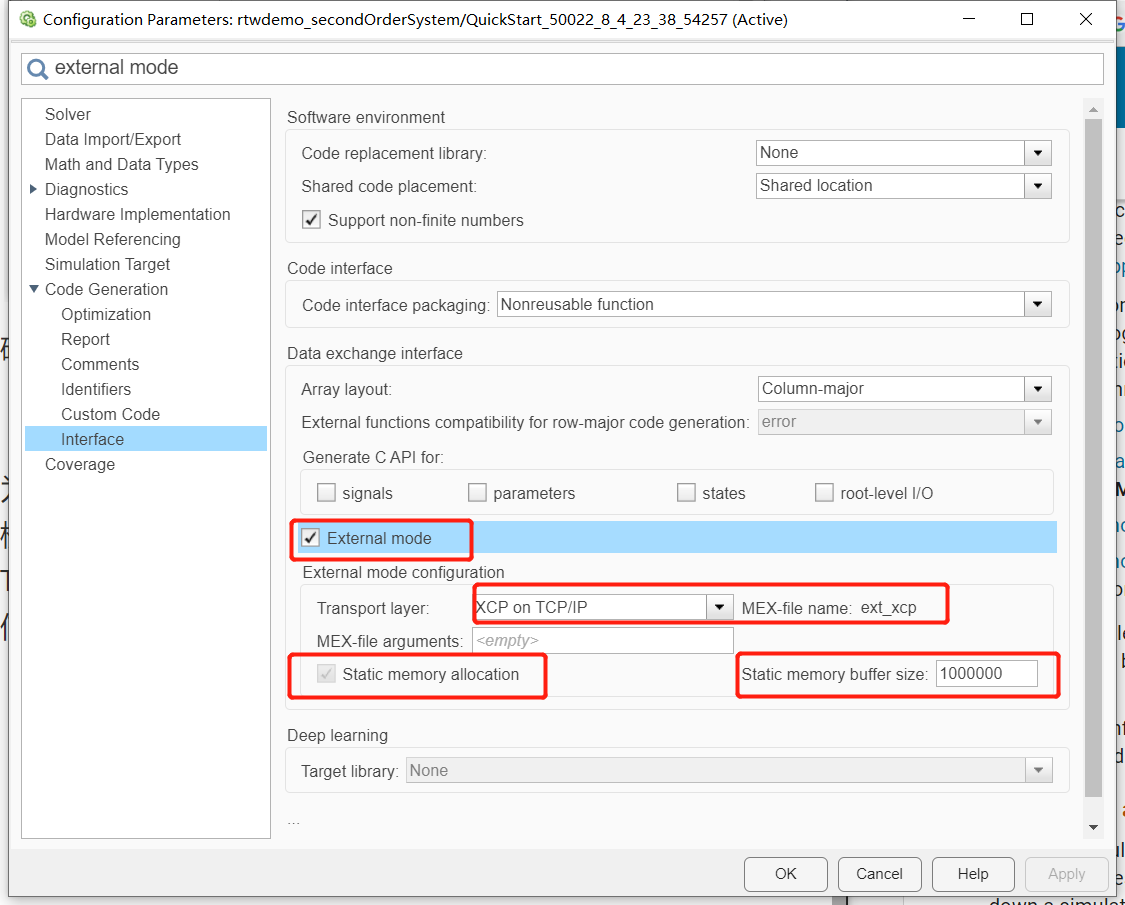 Configuration Parameters: rtwdemo_secondOrderSystem/QuickStart_50022_8_4_23_38_54257 (Active)
external mode
Solver
Data Import/Export
Math and Data Types
Diagnostics
Hardware Implementation
Model Referencing
Simulation Target
Code Generation
Optimization
Report
Comments
Identifiers
Custom Code
Interface
Coverage
Software environment
Code replacement library: None
Shared code placement: Shared location
Support non-finite numbers
Code interface
Code interface packaging: Nonreusable function
Data exchange interface
Array layout: Column-major
External functions compatibility for row-major code generation: error
Generate C API for:
signals parameters states root-level I/O
External mode
External mode configuration
Transport layer: XCP on TCP/IP MEX-file name: ext_xcp
MEX-file arguments: <empty>
Static memory allocation Static memory buffer size: 1000000
Deep learning
Target library: None
...
OK Cancel Help Apply